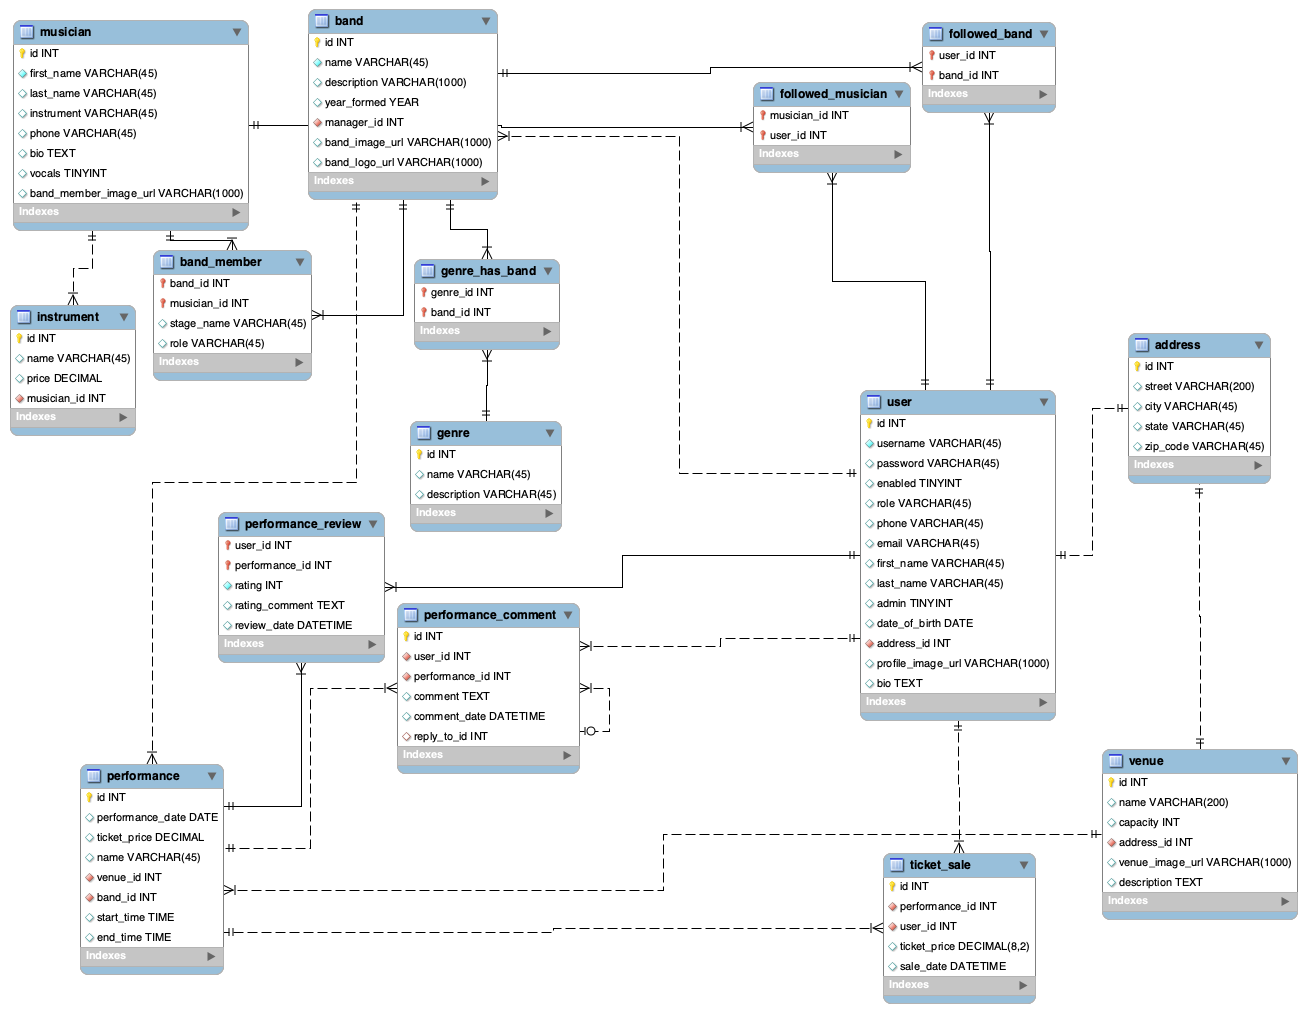 musician
id INT
first_name VARCHAR(45)
last_name VARCHAR(45)
instrument VARCHAR(45)
phone VARCHAR(45)
bio TEXT
vocals TINYINT
band_member_image_url VARCHAR(1000)
Indexes
band
id INT
name VARCHAR(45)
description VARCHAR(1000)
year_formed YEAR
manager_id INT
band_image_url VARCHAR(1000)
band_logo_url VARCHAR(1000)
Indexes
followed_band
user_id INT
band_id INT
Indexes
followed_musician
musician_id INT
user_id INT
Indexes
band_member
band_id INT
musician_id INT
stage_name VARCHAR(45)
role VARCHAR(45)
Indexes
genre_has_band
genre_id INT
band_id INT
Indexes
instrument
id INT
name VARCHAR(45)
price DECIMAL
musician_id INT
Indexes
address
id INT
street VARCHAR(200)
city VARCHAR(45)
state VARCHAR(45)
zip_code VARCHAR(45)
Indexes
user
id INT
username VARCHAR(45)
password VARCHAR(45)
enabled TINYINT
role VARCHAR(45)
phone VARCHAR(45)
email VARCHAR(45)
first_name VARCHAR(45)
last_name VARCHAR(45)
admin TINYINT
date_of_birth DATE
address_id INT
profile_image_url VARCHAR(1000)
bio TEXT
Indexes
genre
id INT
name VARCHAR(45)
description VARCHAR(45)
Indexes
performance_review
user_id INT
performance_id INT
rating INT
rating_comment TEXT
review_date DATETIME
Indexes
performance_comment
id INT
user_id INT
performance_id INT
comment TEXT
comment_date DATETIME
reply_to_id INT
Indexes
performance
id INT
performance_date DATE
ticket_price DECIMAL
name VARCHAR(45)
venue_id INT
band_id INT
start_time TIME
end_time TIME
Indexes
venue
id INT
name VARCHAR(200)
capacity INT
address_id INT
venue_image_url VARCHAR(1000)
description TEXT
Indexes
ticket_sale
id INT
performance_id INT
user_id INT
ticket_price DECIMAL(8,2)
sale_date DATETIME
Indexes